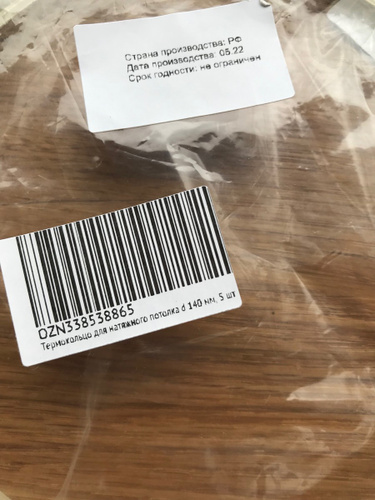 Страна производства: РФ
Дата производства: 05.22
Срок годности: не ограничен
OZN338538865
Термокольцо для натяжного потолка d 140 мм, 5 шт